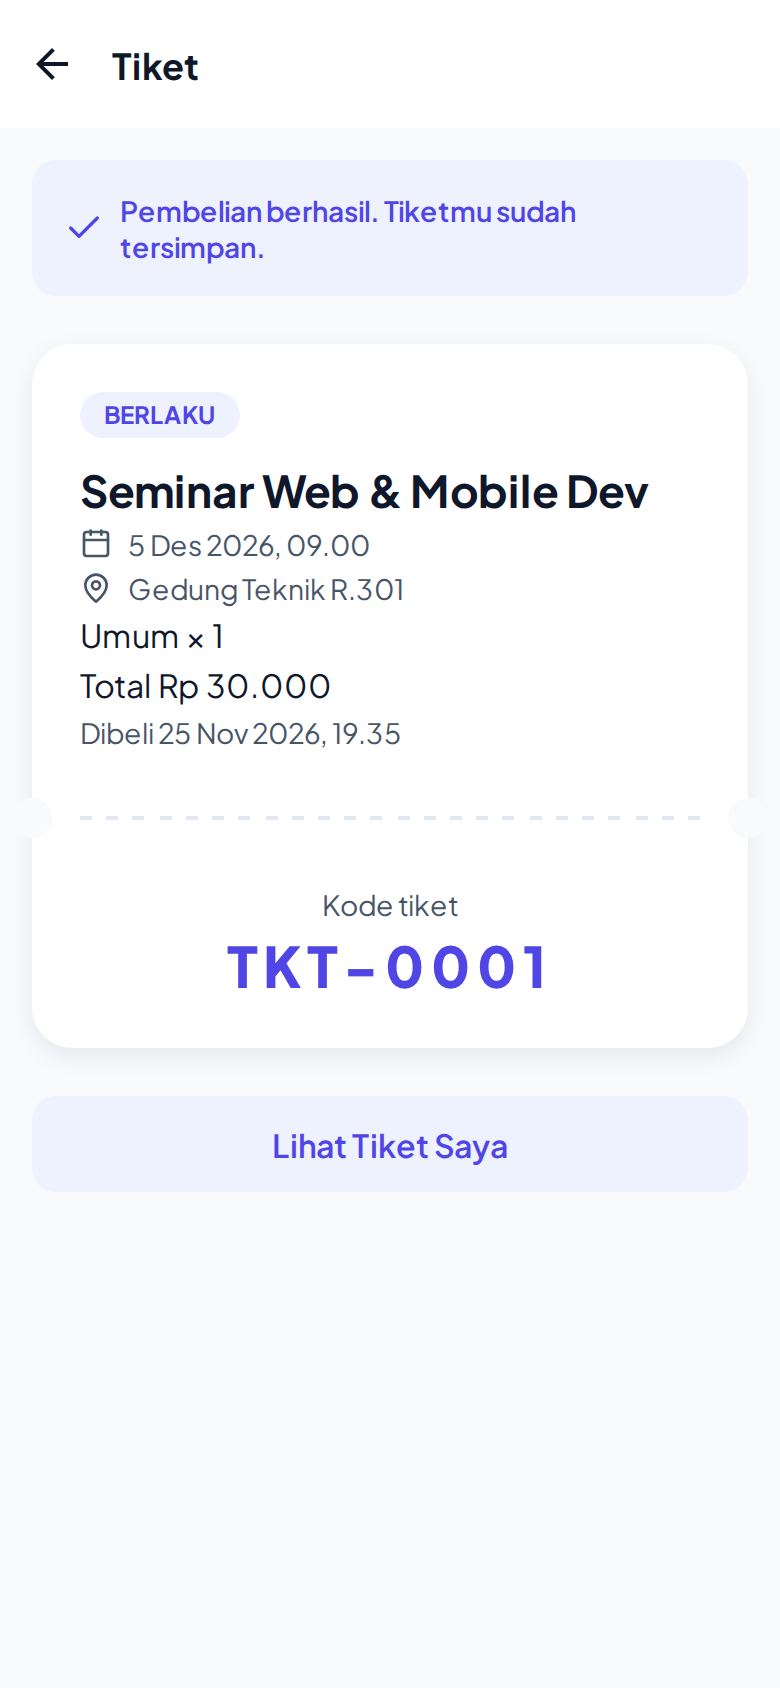 Tiket
Pembelian berhasil. Tiketmu sudah
tersimpan.
BERLAKU
Seminar Web & Mobile Dev
5 Des 2026, 09.00
Gedung Teknik R.301
Umum × 1
Total Rp 30.000
Dibeli 25 Nov 2026, 19.35
Kode tiket
TKT-0001
Lihat Tiket Saya